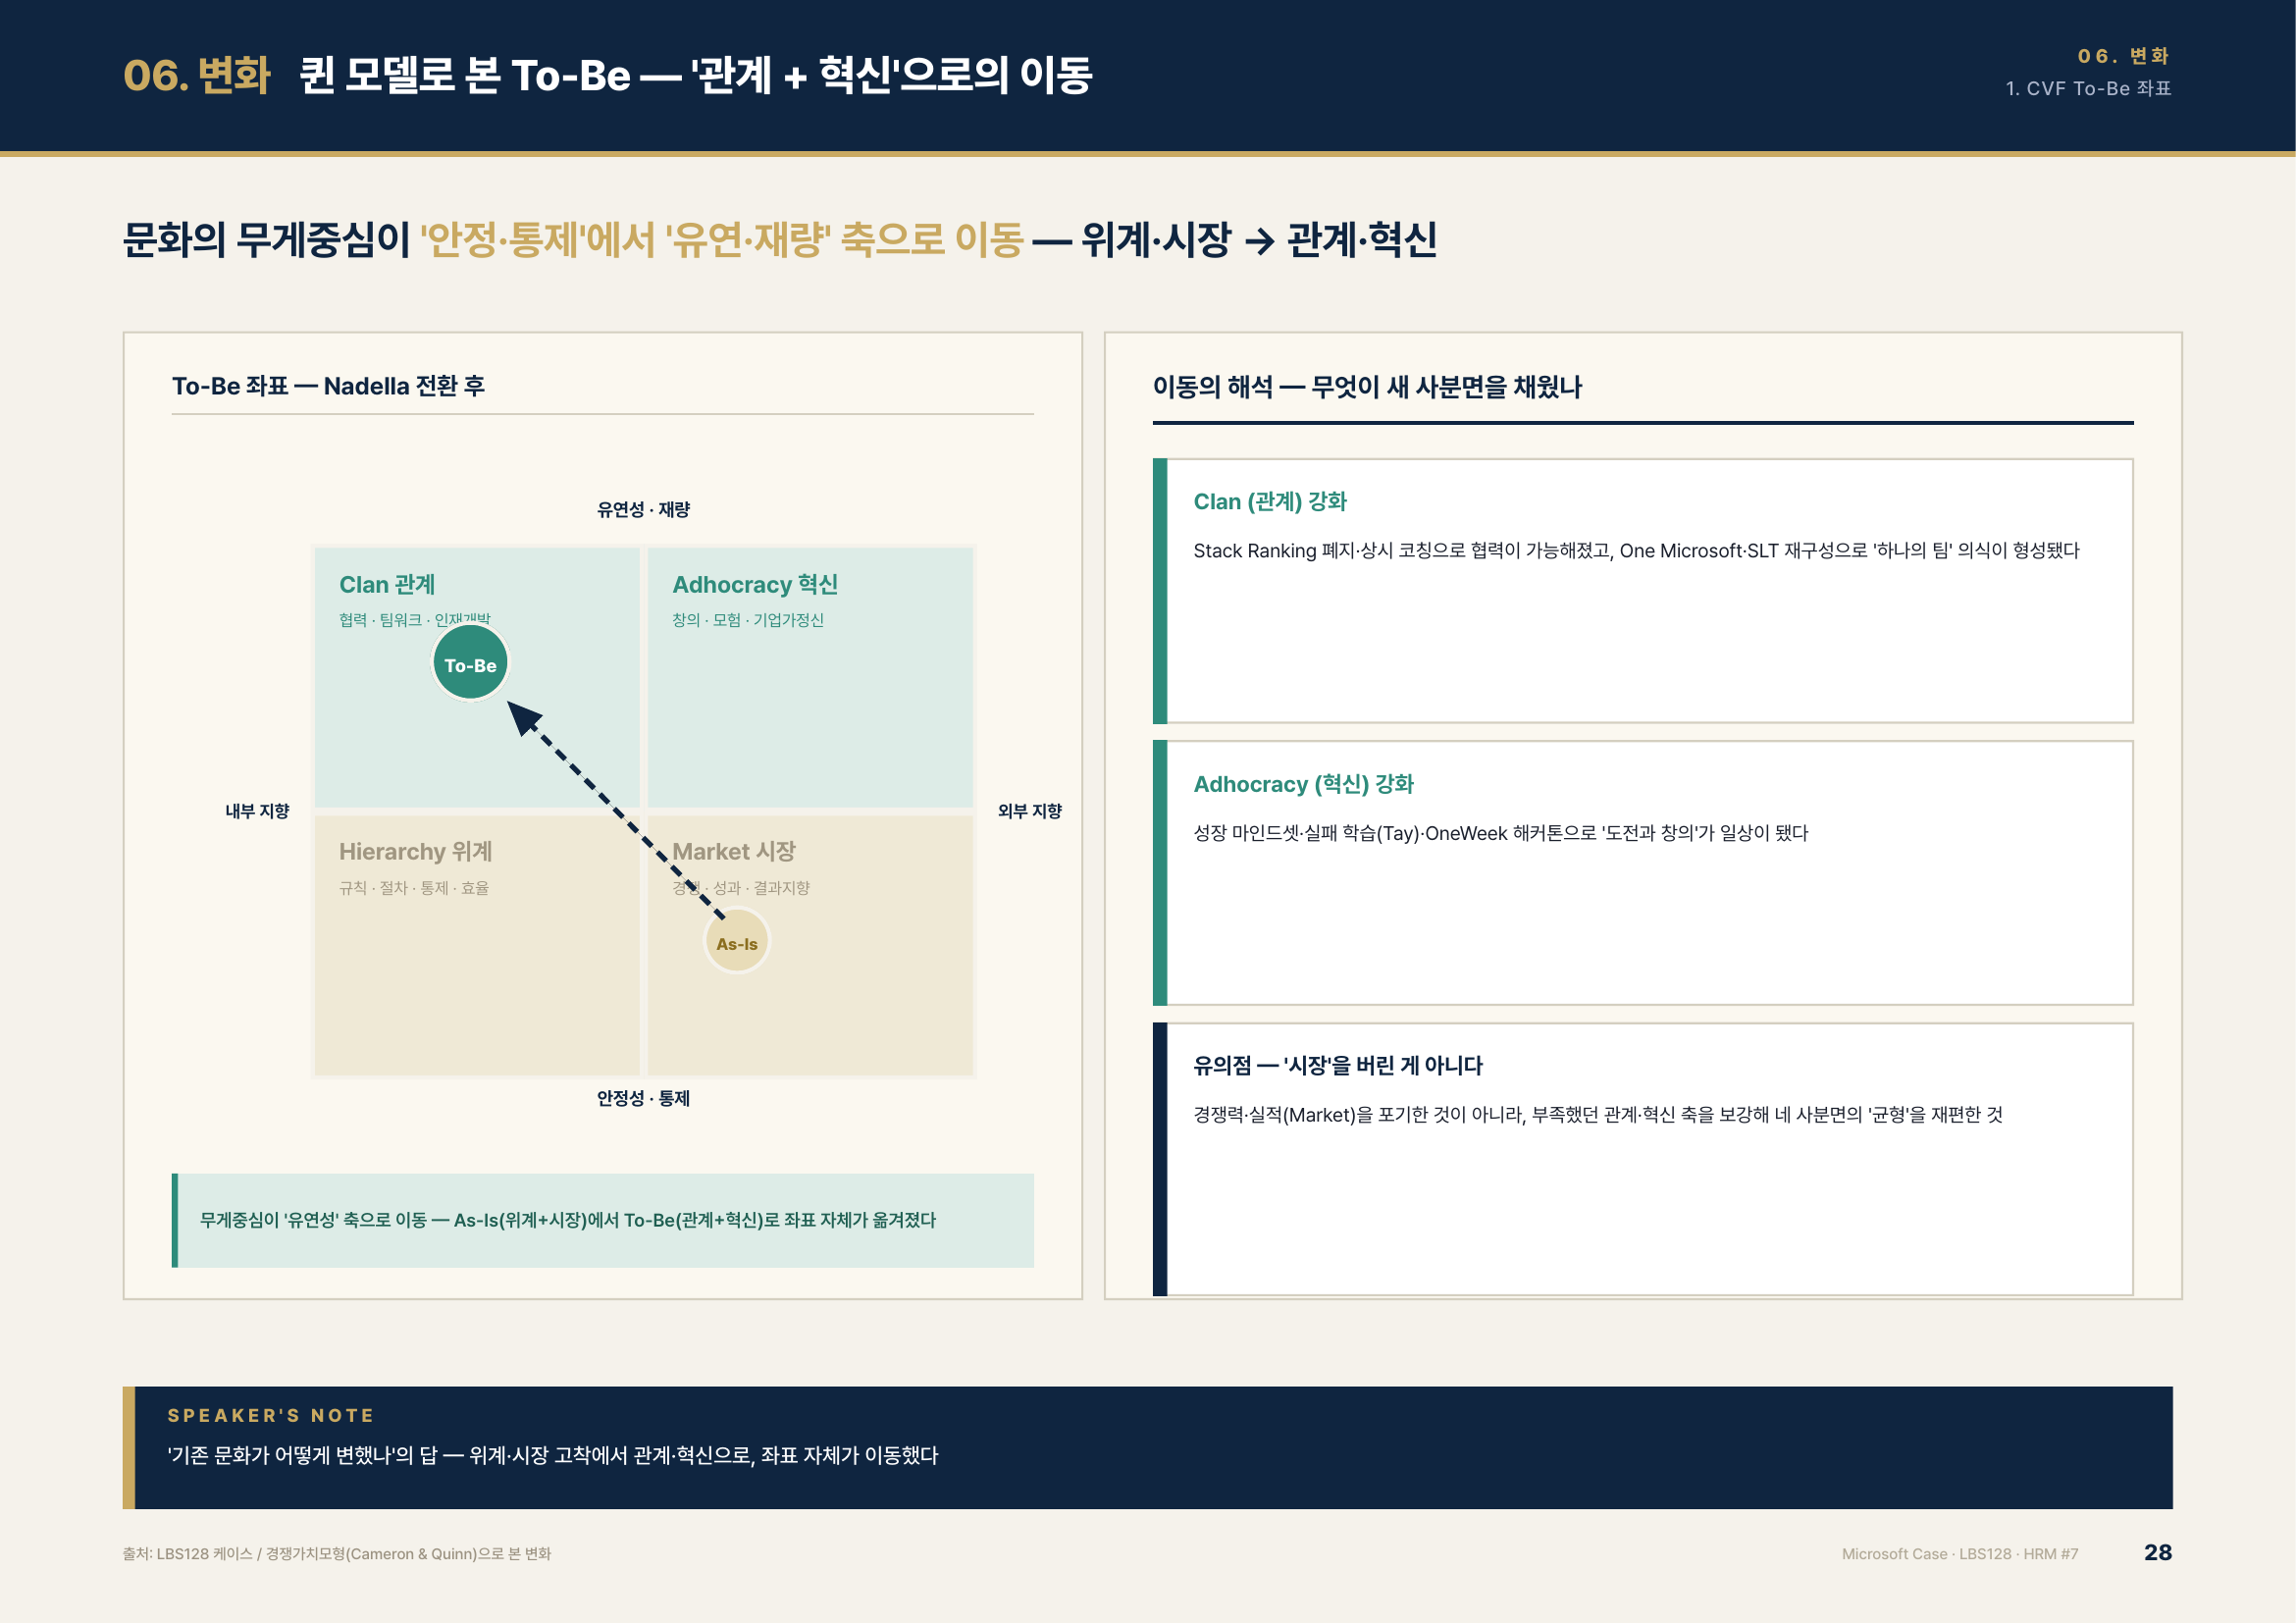 06. 변화 퀸 모델로 본 To-Be — '관계 + 혁신'으로의 이동
06. 변화
1. CVF To-Be 좌표
문화의 무게중심이 '안정·통제'에서 '유연·재량' 축으로 이동 — 위계·시장 → 관계·혁신
To-Be 좌표 — Nadella 전환 후
유연성 · 재량
Clan 관계
협력 · 팀워크 · 인재개발
To-Be
Adhocracy 혁신
창의 · 모험 · 기업가정신
내부 지향
외부 지향
Hierarchy 위계
규칙 · 절차 · 통제 · 효율
Market 시장
경쟁 · 성과 · 결과지향
As-Is
안정성 · 통제
무게중심이 '유연성' 축으로 이동 — As-Is(위계+시장)에서 To-Be(관계+혁신)로 좌표 자체가 옮겨졌다
이동의 해석 — 무엇이 새 사분면을 채웠나
Clan (관계) 강화
Stack Ranking 폐지·상시 코칭으로 협력이 가능해졌고, One Microsoft·SLT 재구성으로 '하나의 팀' 의식이 형성됐다
Adhocracy (혁신) 강화
성장 마인드셋·실패 학습(Tay)·OneWeek 해커톤으로 '도전과 창의'가 일상이 됐다
유의점 — '시장'을 버린 게 아니다
경쟁력·실적(Market)을 포기한 것이 아니라, 부족했던 관계·혁신 축을 보강해 네 사분면의 '균형'을 재편한 것
SPEAKER'S NOTE
'기존 문화가 어떻게 변했나'의 답 — 위계·시장 고착에서 관계·혁신으로, 좌표 자체가 이동했다
출처: LBS128 케이스 / 경쟁가치모형(Cameron & Quinn)으로 본 변화
Microsoft Case · LBS128 · HRM #7
28